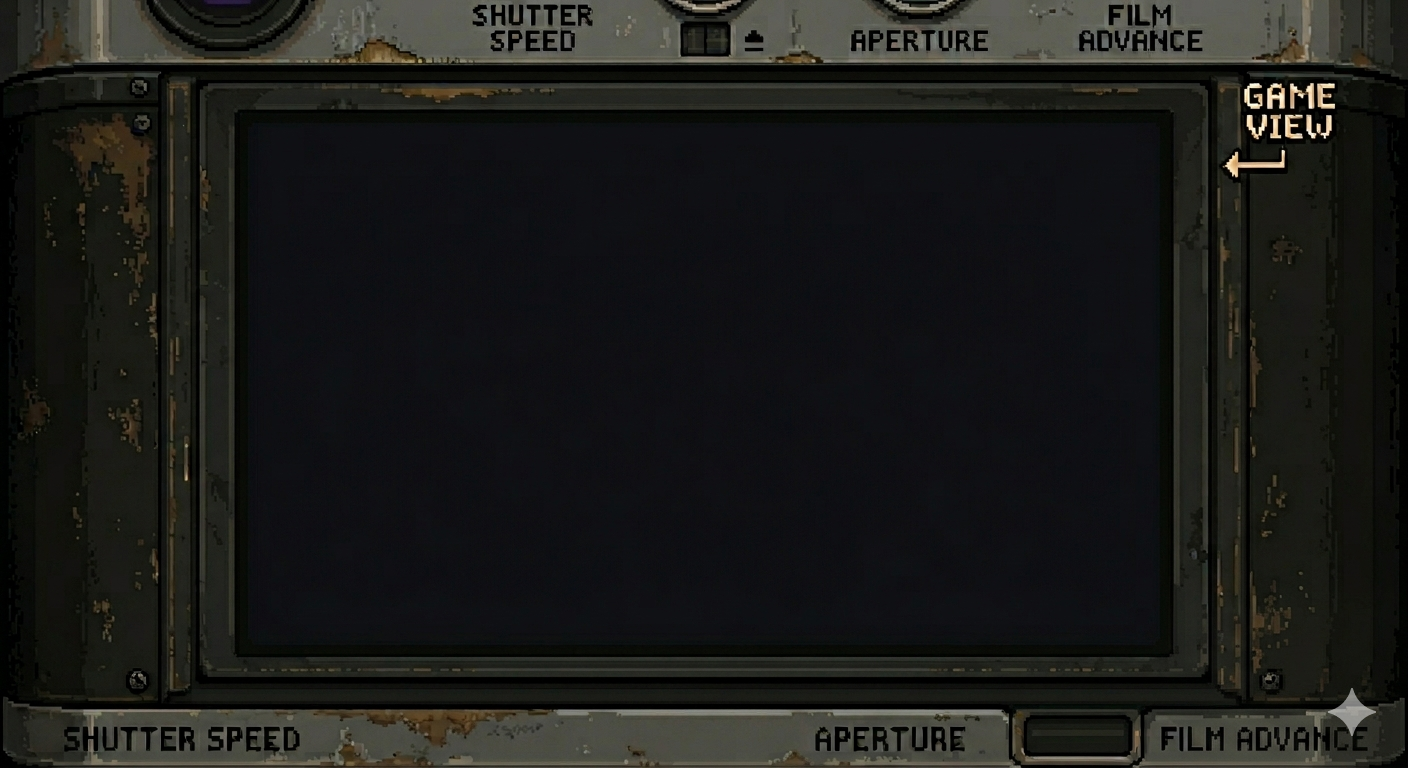 SHUTTER
SPEED
APERTURE
FILM
ADVANCE
GAME
VIEW
SHUTTER SPEED
APERTURE
FILM ADVANCE